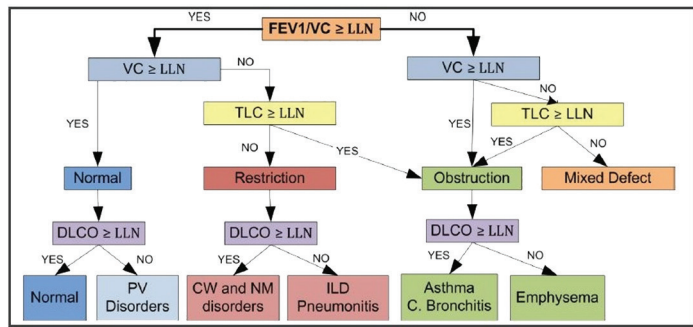 YES
FEV1/VC ≥ LLN
NO
VC ≥ LLN
NO
VC ≥ LLN
NO
TLC ≥ LLN
TLC ≥ LLN
YES
NO
YES
YES
YES
NO
Normal
Restriction
Obstruction
Mixed Defect
DLCO ≥ LLN
DLCO ≥ LLN
DLCO ≥ LLN
YES
NO
YES
NO
YES
NO
Normal
PV
Disorders
CW and NM
disorders
ILD
Pneumonitis
Asthma
C. Bronchitis
Emphysema